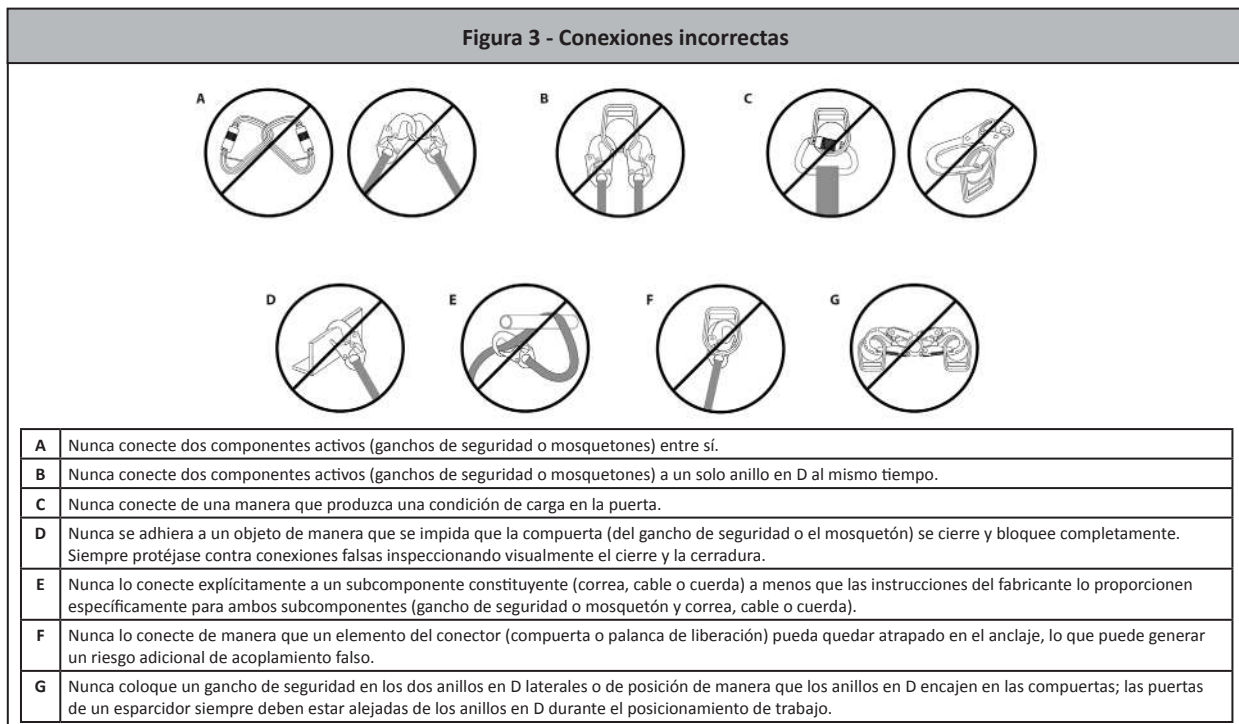 Figura 3 - Conexiones incorrectas
A
B
C
D
E
F
G
A Nunca conecte dos componentes activos (ganchos de seguridad o mosquetones) entre sí.
B Nunca conecte dos componentes activos (ganchos de seguridad o mosquetones) a un solo anillo en D al mismo tiempo.
C Nunca conecte de una manera que produzca una condición de carga en la puerta.
D Nunca se adhiera a un objeto de manera que se impida que la compuerta (del gancho de seguridad o el mosquetón) se cierre y bloquee completamente.
Siempre protéjase contra conexiones falsas inspeccionando visualmente el cierre y la cerradura.
E Nunca lo conecte explícitamente a un subcomponente constituyente (correa, cable o cuerda) a menos que las instrucciones del fabricante lo proporcionen
específicamente para ambos subcomponentes (gancho de seguridad o mosquetón y correa, cable o cuerda).
F Nunca lo conecte de manera que un elemento del conector (compuerta o palanca de liberación) pueda quedar atrapado en el anclaje, lo que puede generar
un riesgo adicional de acoplamiento falso.
G Nunca coloque un gancho de seguridad en los dos anillos en D laterales o de posición de manera que los anillos en D encajen en las compuertas; las puertas
de un esparcidor siempre deben estar alejadas de los anillos en D durante el posicionamiento de trabajo.